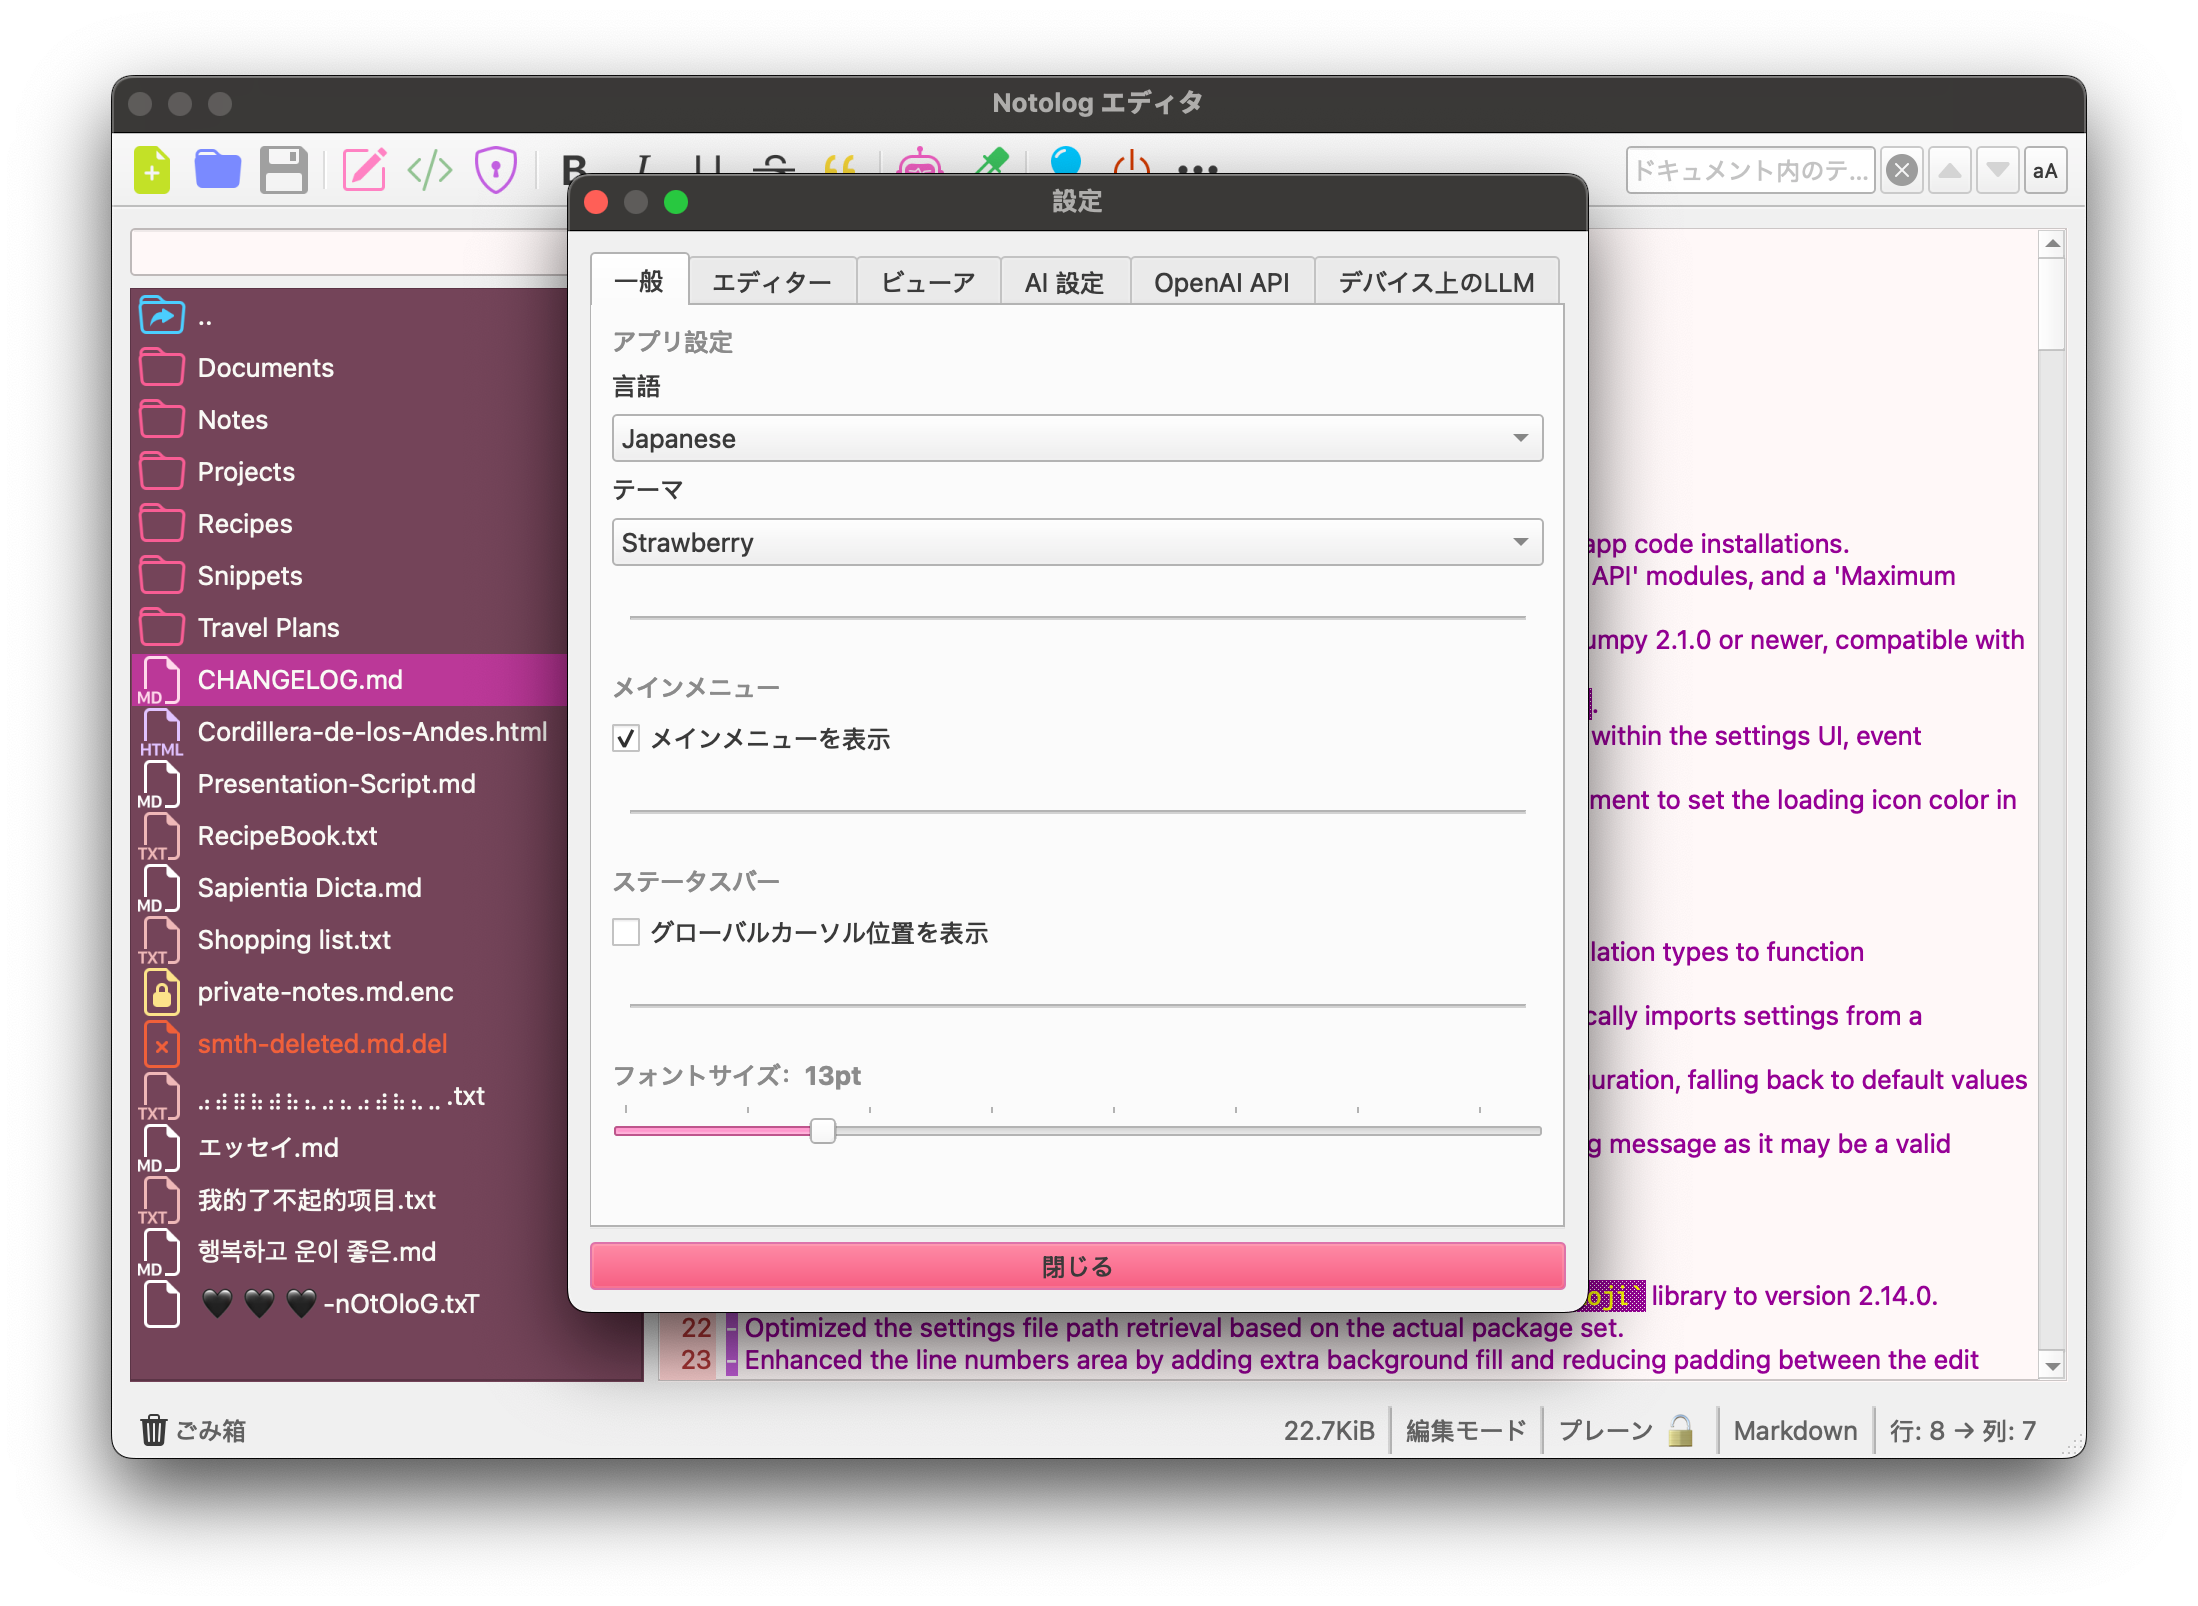 Notolog エディタ
B I U S
ドキュメント内のテ...
aA
設定
一般
エディター
ビューア
AI 設定
OpenAI API
デバイス上のLLM
アプリ設定
言語
Japanese
テーマ
Strawberry
メインメニュー
メインメニューを表示
ステータスバー
グローバルカーソル位置を表示
フォントサイズ: 13pt
閉じる
..
Documents
Notes
Projects
Recipes
Snippets
Travel Plans
MD CHANGELOG.md
HTML Cordillera-de-los-Andes.html
MD Presentation-Script.md
TXT RecipeBook.txt
MD Sapientia Dicta.md
TXT Shopping list.txt
private-notes.md.enc
smth-deleted.md.del
TXT .txt
MD エッセイ.md
TXT 我的了不起的项目.txt
MD 행복하고 운이 좋은.md
🖤 🖤 🖤 -nOtOloG.txT
app code installations.
API' modules, and a 'Maximum
umpy 2.1.0 or newer, compatible with
.
within the settings UI, event
ment to set the loading icon color in
lation types to function
cally imports settings from a
uration, falling back to default values
g message as it may be a valid
oji` library to version 2.14.0.
22 - Optimized the settings file path retrieval based on the actual package set.
23 - Enhanced the line numbers area by adding extra background fill and reducing padding between the edit
ごみ箱
22.7KiB
編集モード
プレーン
Markdown
行: 8 → 列: 7